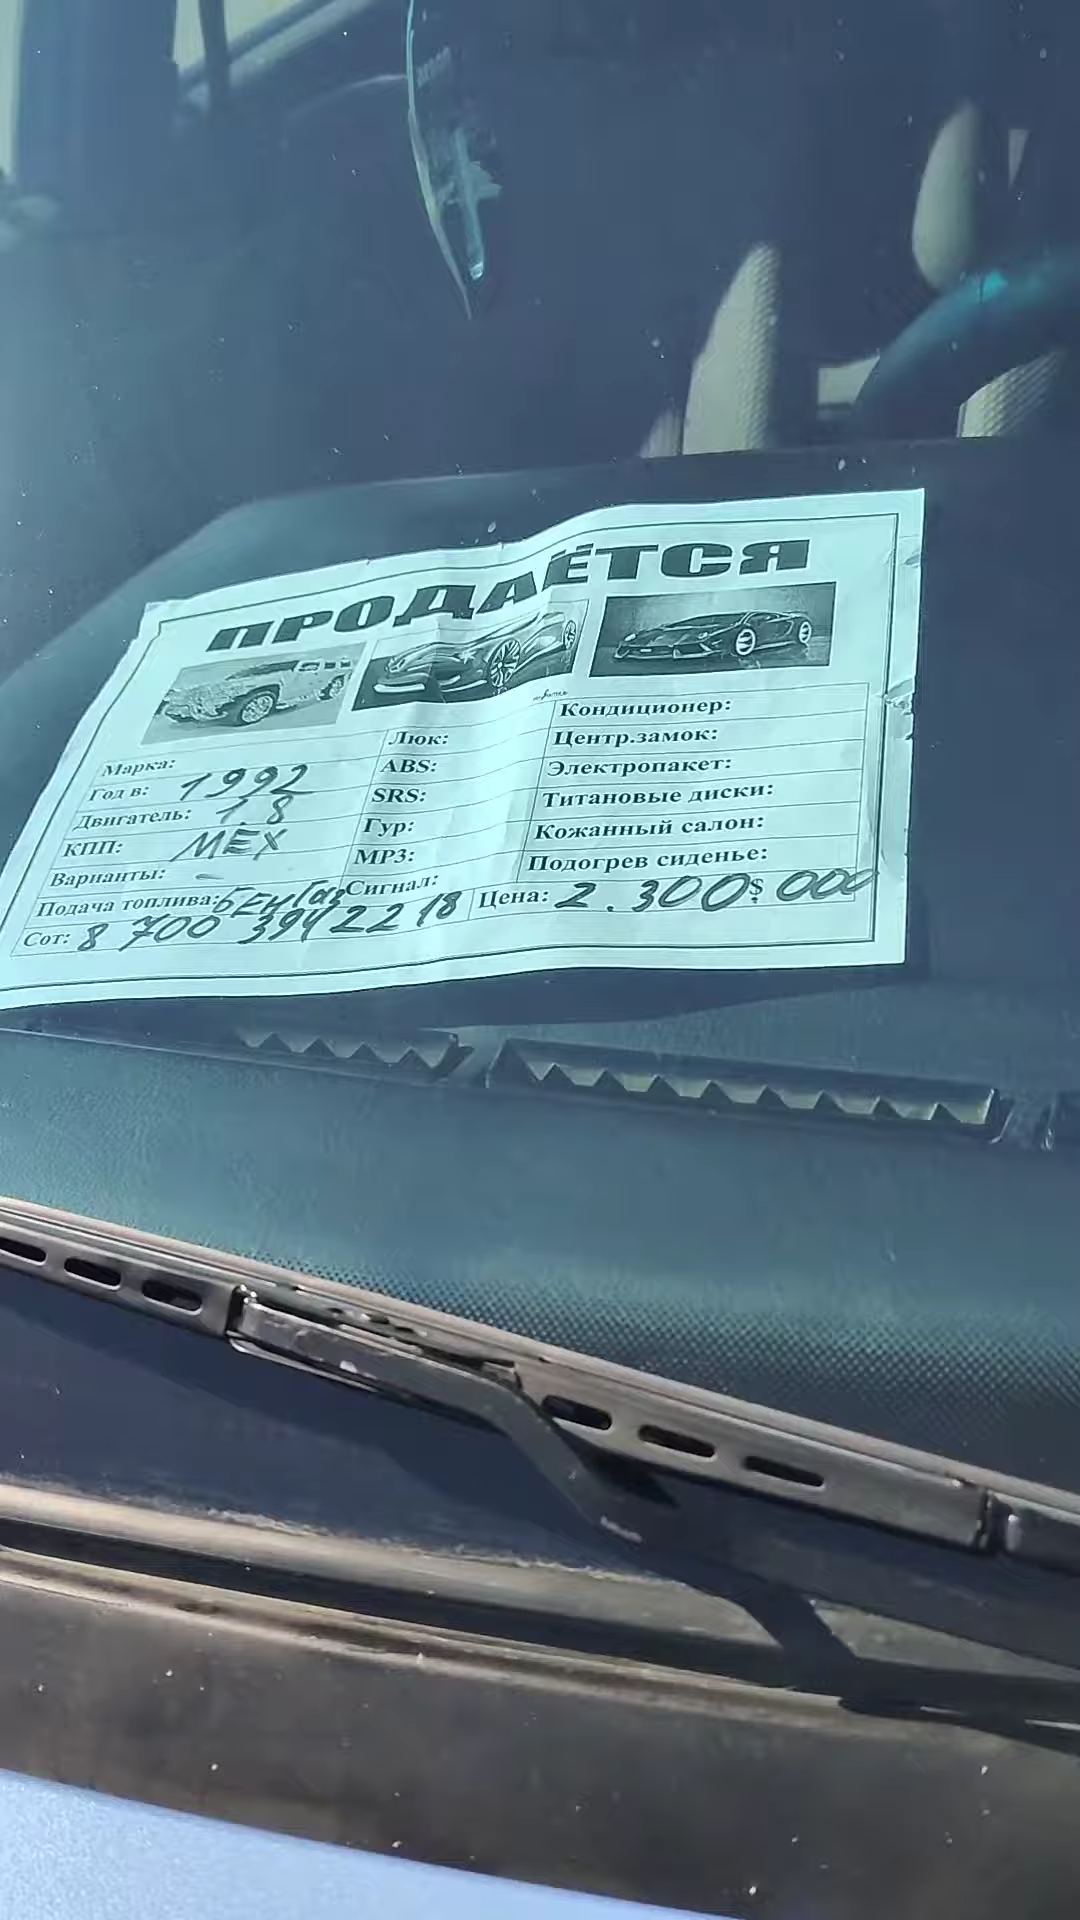 ПРОДАЁТСЯ
Марка:
Год в: 1992
Двигатель: 1.8
КПП: МЕХ
Варианты: -
Подача топлива: БЕН Газ
Люк:
ABS:
SRS:
Гур:
MP3:
Сигнал:
Кондиционер:
Центр.замок:
Электропакет:
Титановые диски:
Кожанный салон:
Подогрев сиденье:
Сот: 8 700 394 22 18
Цена: 2.300$ 000